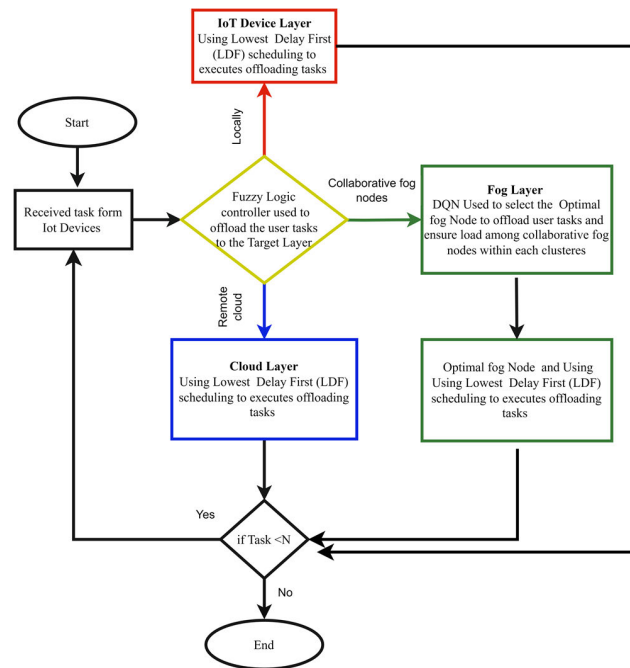 IoT Device Layer
Using Lowest Delay First
(LDF) scheduling to
executes offloading tasks
Start
Locally
Received task form
Iot Devices
Fuzzy Logic
controller used to
offload the user tasks
to the Target Layer
Collaborative fog
nodes
Fog Layer
DQN Used to select the Optimal
fog Node to offload user tasks and
ensure load among collaborative fog
nodes within each clusteres
Remote
cloud
Cloud Layer
Using Lowest Delay First (LDF)
scheduling to executes offloading
tasks
Optimal fog Node and Using
Using Lowest Delay First (LDF)
scheduling to executes offloading
tasks
Yes
if Task <N
No
End